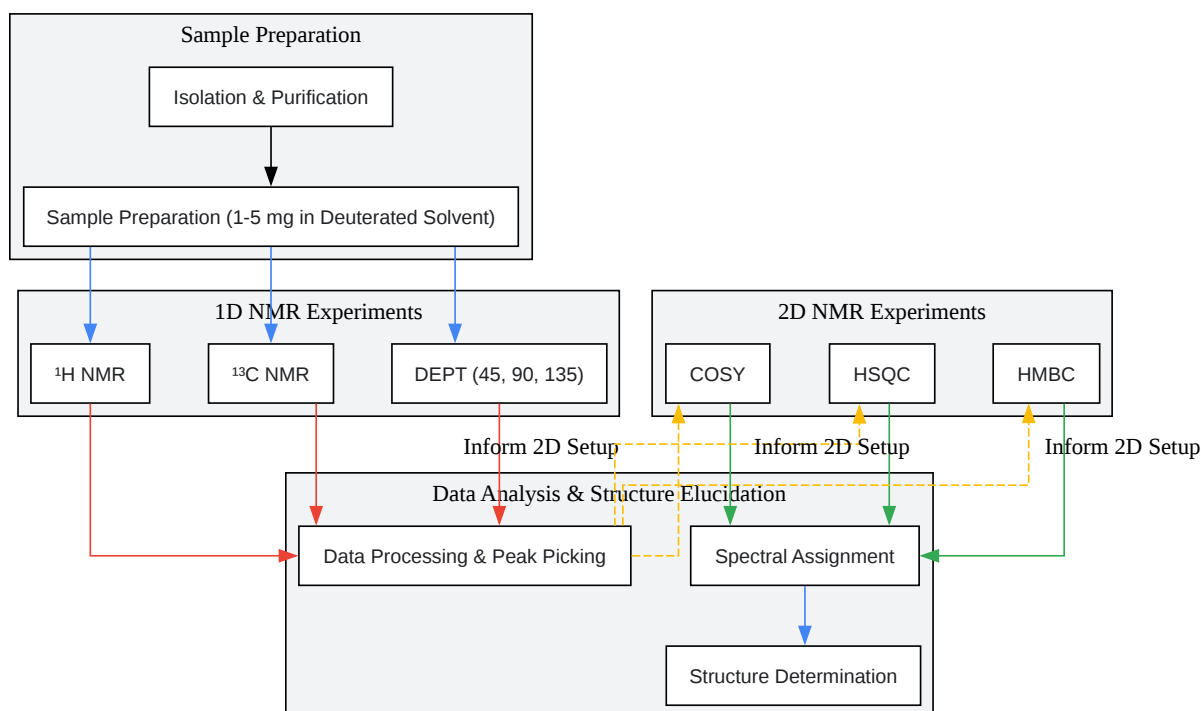 Sample Preparation
Isolation & Purification
Sample Preparation (1-5 mg in Deuterated Solvent)
1D NMR Experiments
¹H NMR
¹³C NMR
DEPT (45, 90, 135)
2D NMR Experiments
COSY
HSQC
HMBC
Inform 2D Setup
Inform 2D Setup
Inform 2D Setup
Data Analysis & Structure Elucidation
Data Processing & Peak Picking
Spectral Assignment
Structure Determination